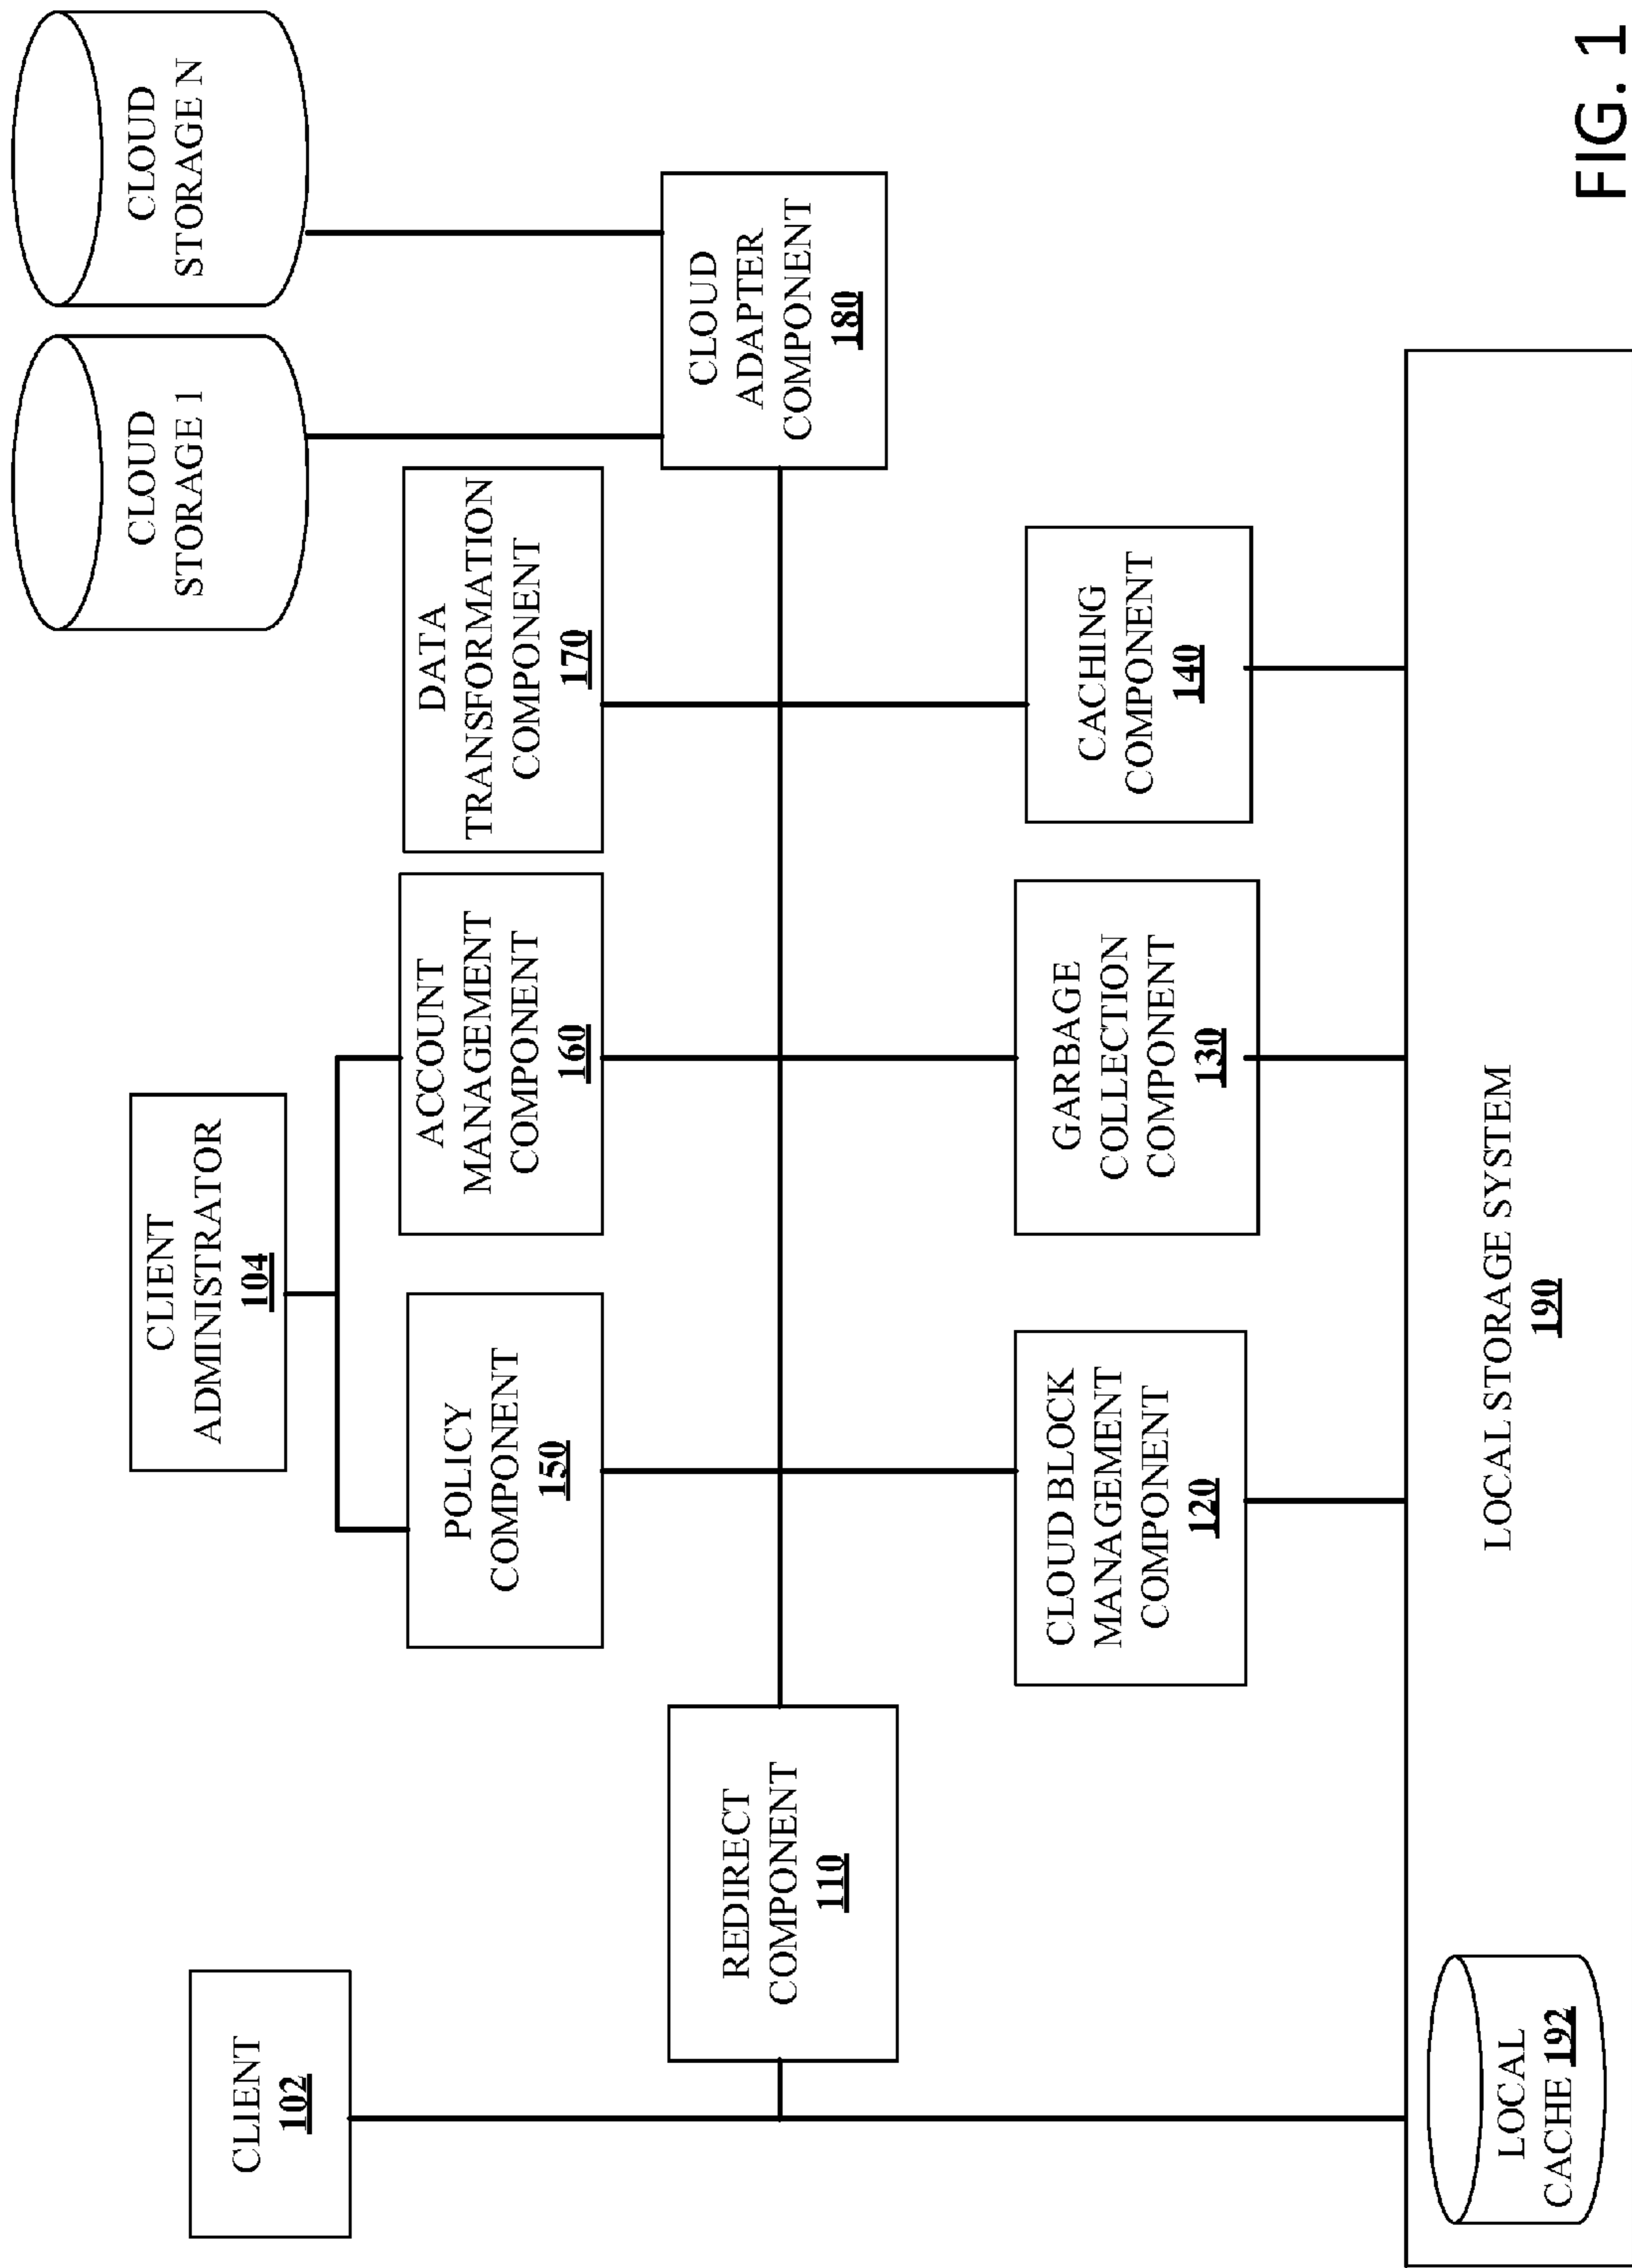 CLOUD
STORAGE 1
CLOUD
STORAGE N
CLIENT
102
CLIENT
ADMINISTRATOR
104
POLICY
COMPONENT
150
ACCOUNT
MANAGEMENT
COMPONENT
160
DATA
TRANSFORMATION
COMPONENT
170
REDIRECT
COMPONENT
110
CLOUD
ADAPTER
COMPONENT
180
CLOUD BLOCK
MANAGEMENT
COMPONENT
120
GARBAGE
COLLECTION
COMPONENT
130
CACHING
COMPONENT
140
LOCAL
CACHE 192
LOCAL STORAGE SYSTEM
190
FIG. 1